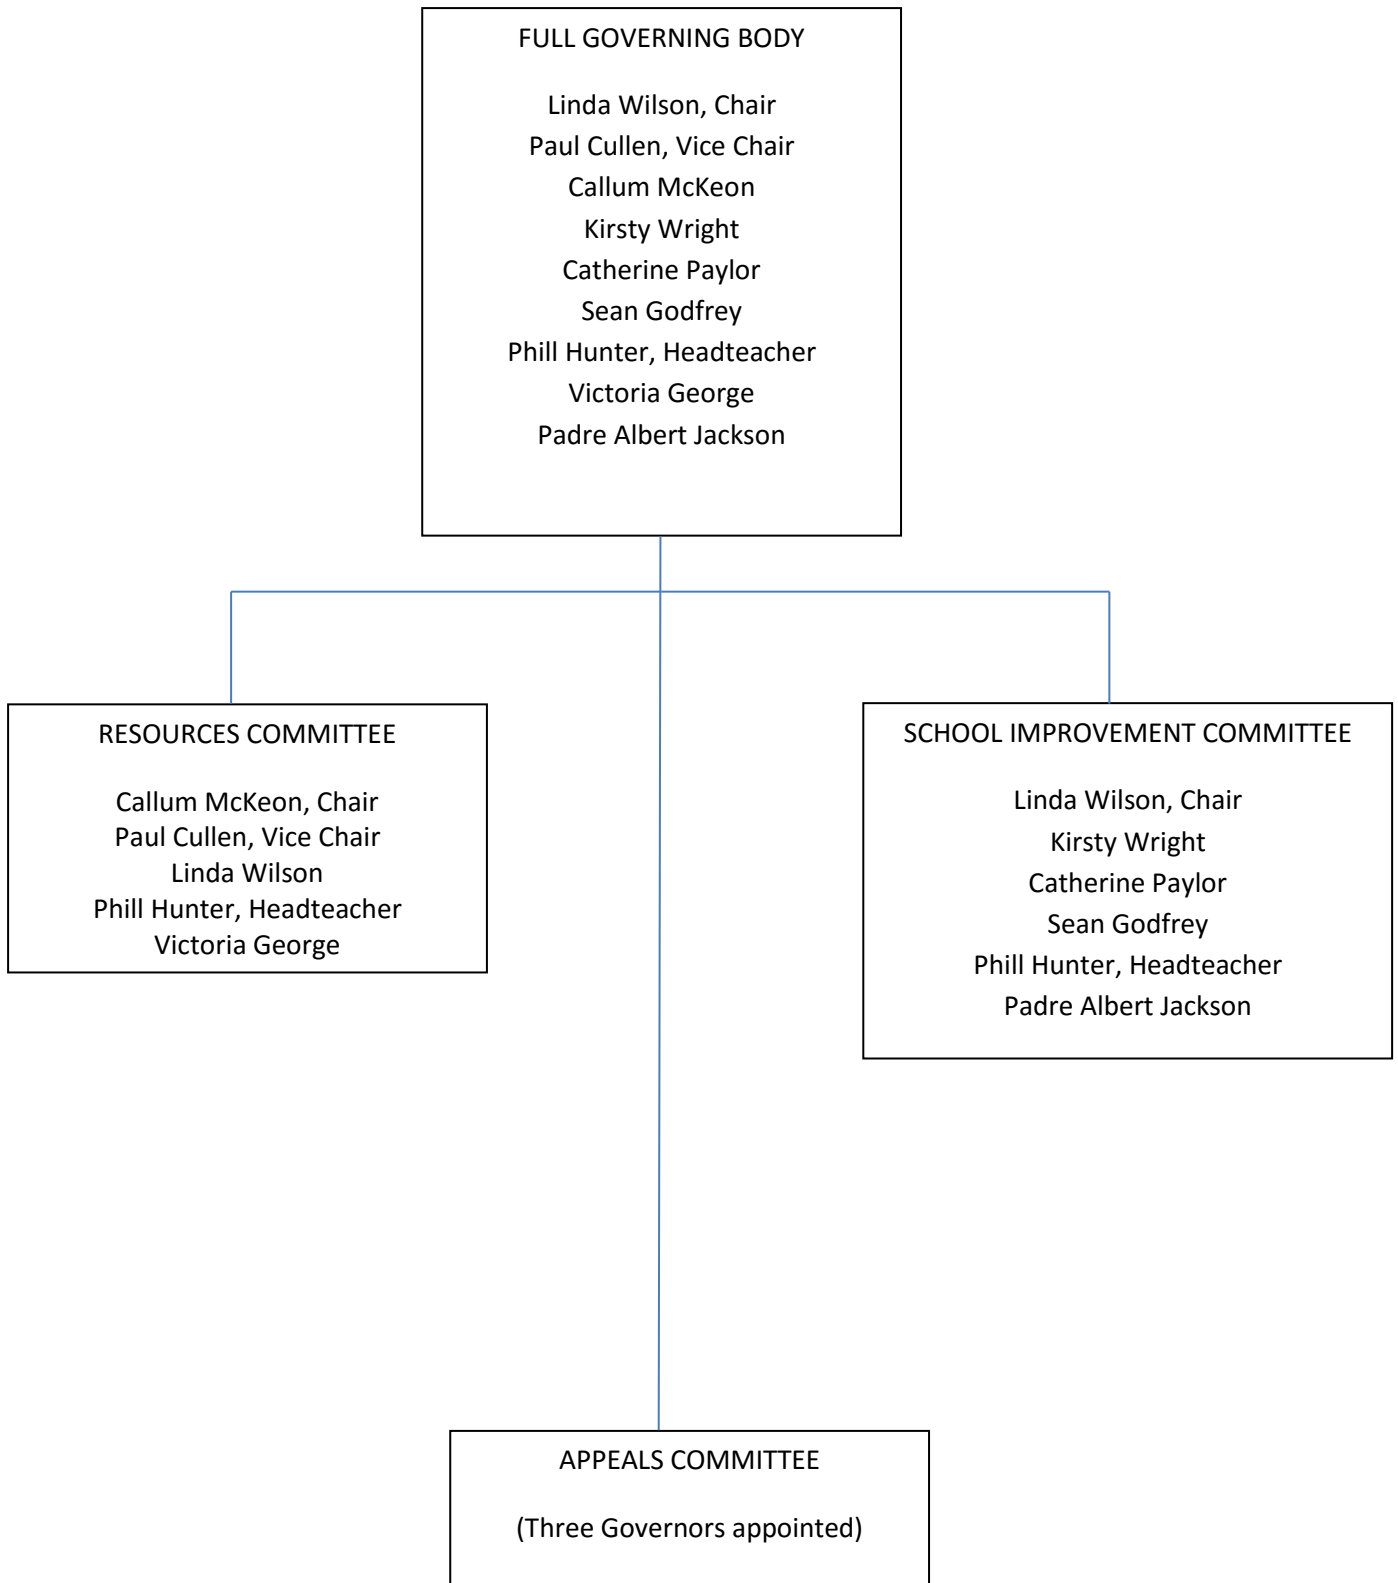 FULL GOVERNING BODY
Linda Wilson, Chair
Paul Cullen, Vice Chair
Callum McKeon
Kirsty Wright
Catherine Paylor
Sean Godfrey
Phill Hunter, Headteacher
Victoria George
Padre Albert Jackson
RESOURCES COMMITTEE
Callum McKeon, Chair
Paul Cullen, Vice Chair
Linda Wilson
Phill Hunter, Headteacher
Victoria George
SCHOOL IMPROVEMENT COMMITTEE
Linda Wilson, Chair
Kirsty Wright
Catherine Paylor
Sean Godfrey
Phill Hunter, Headteacher
Padre Albert Jackson
APPEALS COMMITTEE
(Three Governors appointed)